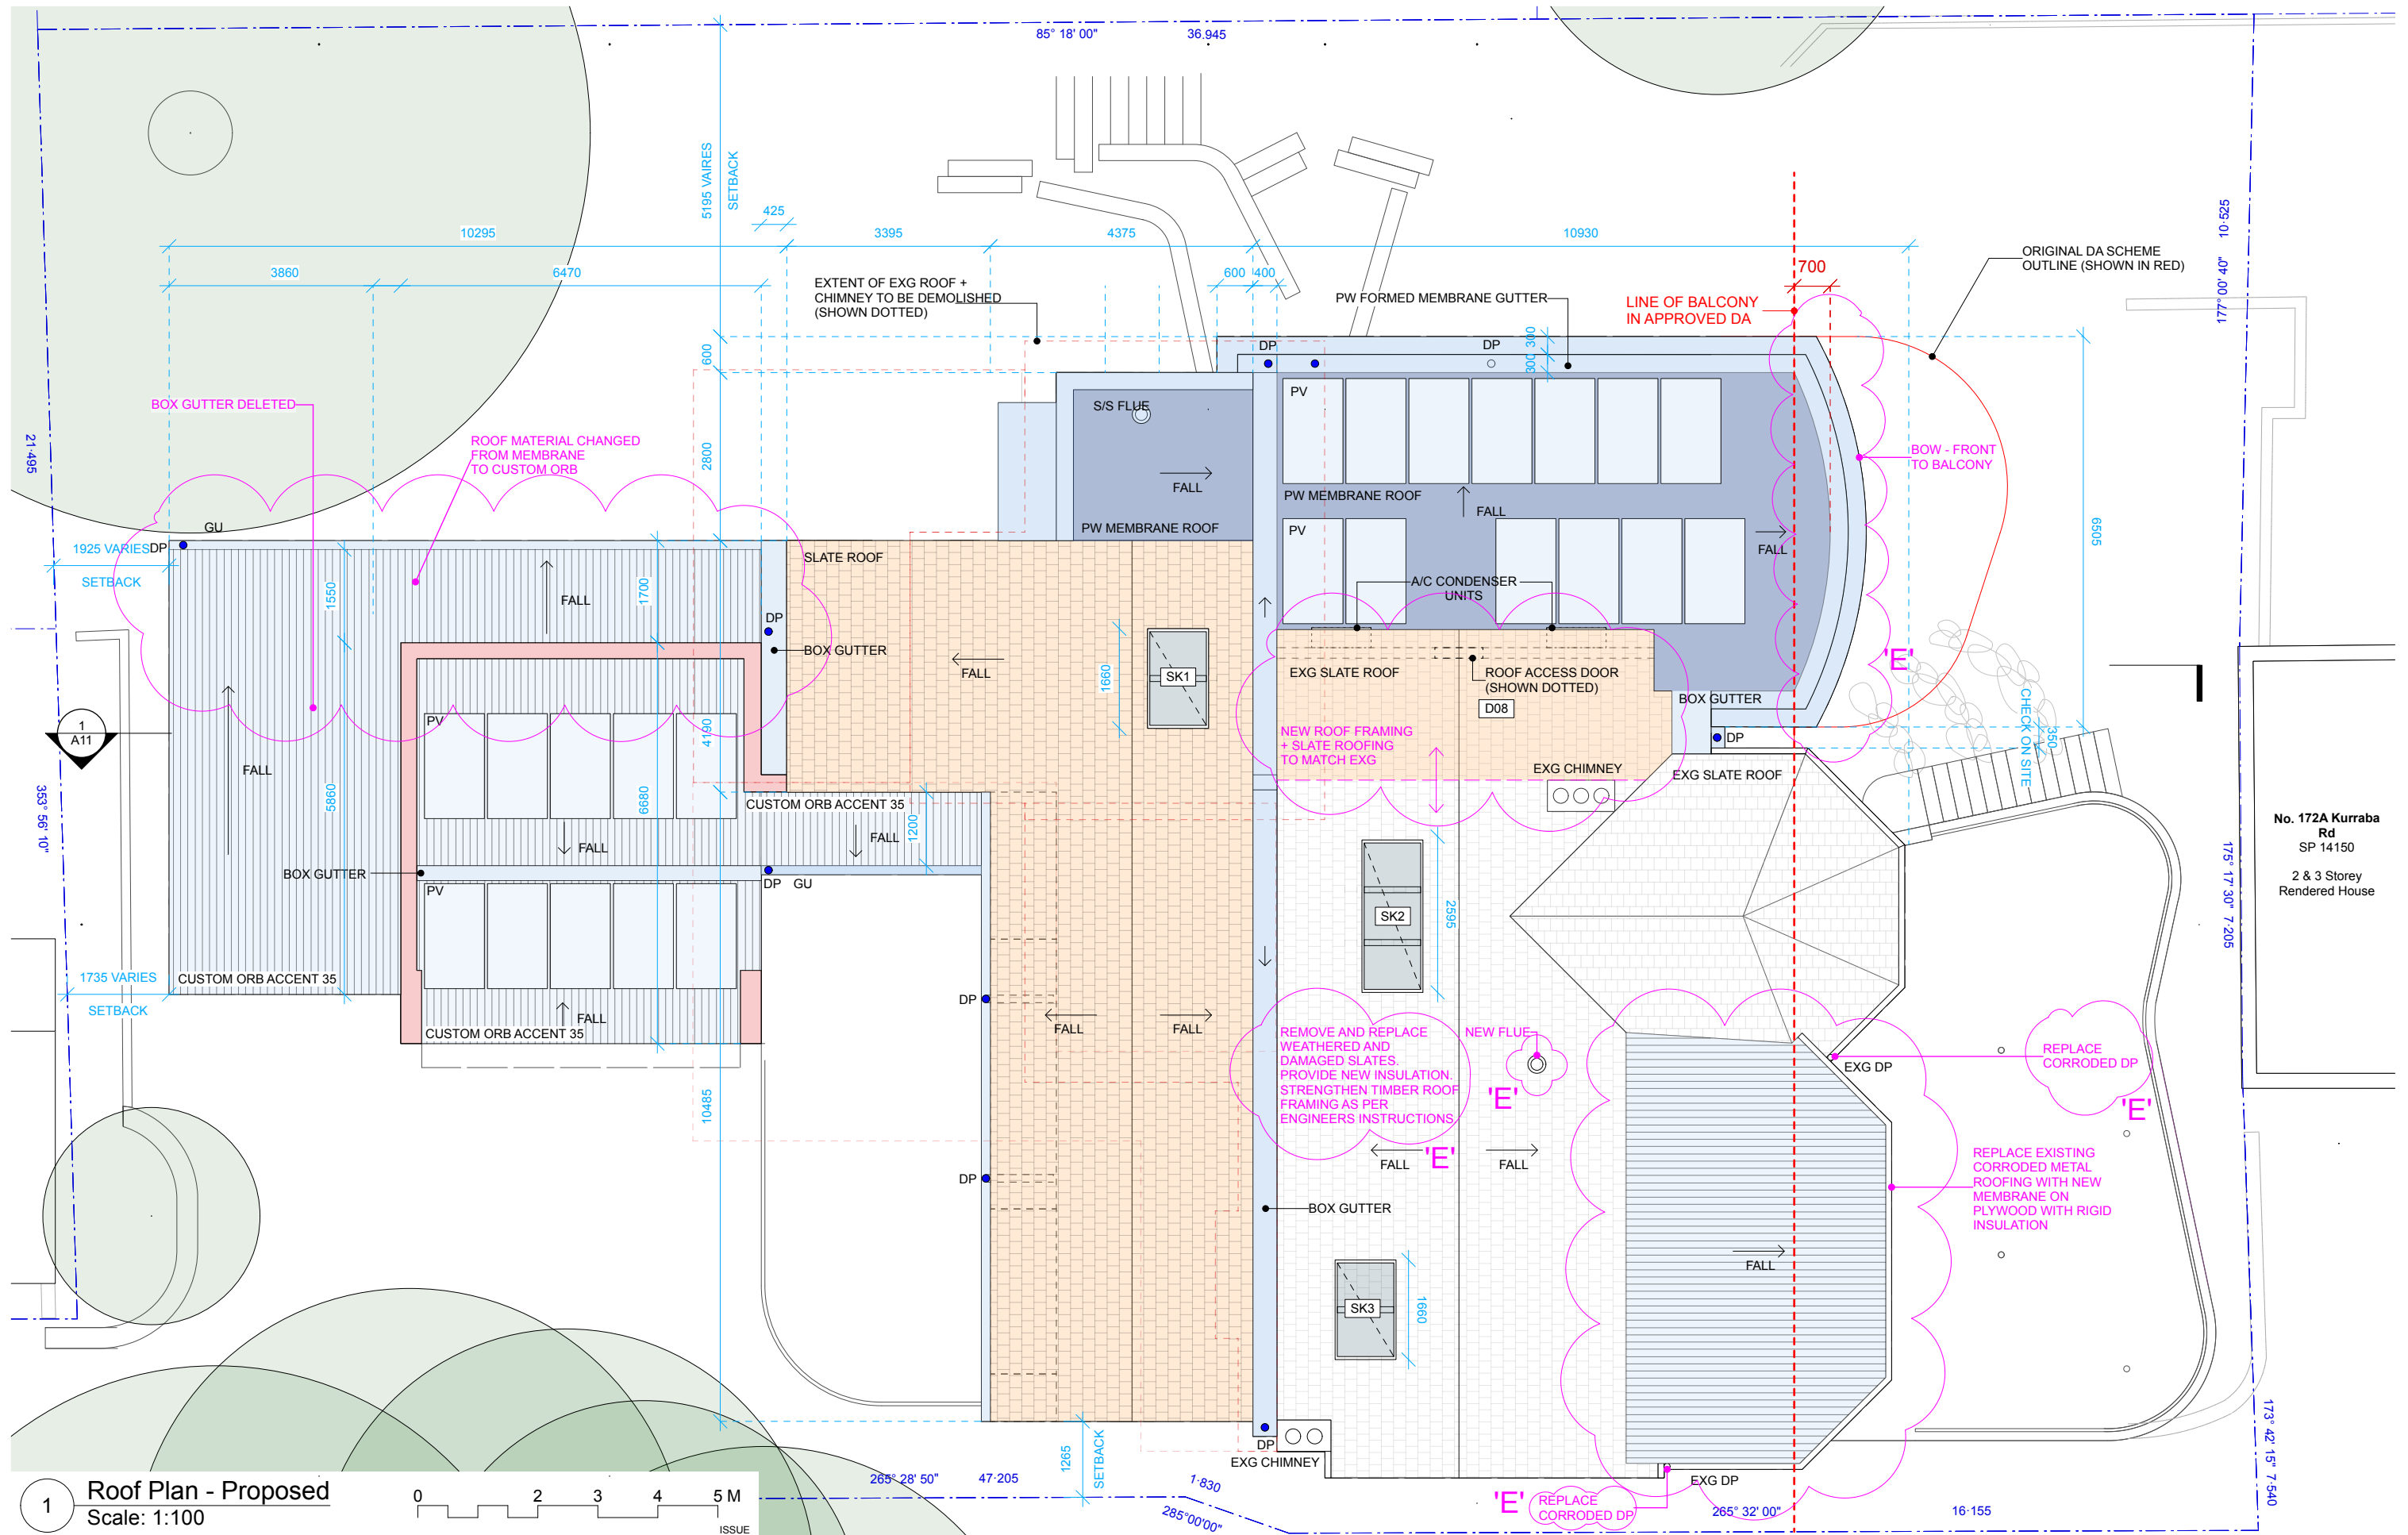 85° 18' 00"
36.945
5195 VAIRES
SETBACK
425
10295
3395
4375
10930
3860
6470
600
400
700
EXTENT OF EXG ROOF +
CHIMNEY TO BE DEMOLISHED
(SHOWN DOTTED)
PW FORMED MEMBRANE GUTTER
LINE OF BALCONY
IN APPROVED DA
ORIGINAL DA SCHEME
OUTLINE (SHOWN IN RED)
177° 00' 40"
10·525
600
DP
DP
300
300
BOX GUTTER DELETED
ROOF MATERIAL CHANGED
FROM MEMBRANE
TO CUSTOM ORB
21·495
2800
S/S FLUE
FALL
PW MEMBRANE ROOF
PV
PW MEMBRANE ROOF
FALL
PV
FALL
BOW - FRONT
TO BALCONY
6505
GU
1925 VARIES
DP
SETBACK
1550
FALL
1700
SLATE ROOF
DP
BOX GUTTER
FALL
1660
SK1
A/C CONDENSER
UNITS
EXG SLATE ROOF
ROOF ACCESS DOOR
(SHOWN DOTTED)
D08
BOX GUTTER
'E'
CHECK ON SITE
350
1
A11
FALL
PV
4190
NEW ROOF FRAMING
+ SLATE ROOFING
TO MATCH EXG
EXG CHIMNEY
DP
EXG SLATE ROOF
353° 56' 10"
5860
6680
CUSTOM ORB ACCENT 35
FALL
1200
FALL
BOX GUTTER
PV
DP
GU
SK2
2595
No. 172A Kurraba
Rd
SP 14150
2 & 3 Storey
Rendered House
175° 17' 30"
7·205
1735 VARIES
SETBACK
CUSTOM ORB ACCENT 35
FALL
CUSTOM ORB ACCENT 35
DP
FALL
FALL
REMOVE AND REPLACE
WEATHERED AND
DAMAGED SLATES.
PROVIDE NEW INSULATION.
STRENGTHEN TIMBER ROOF
FRAMING AS PER
ENGINEERS INSTRUCTIONS
NEW FLUE
'E'
'E'
EXG DP
REPLACE
CORRODED DP
'E'
10485
DP
FALL
FALL
REPLACE EXISTING
CORRODED METAL
ROOFING WITH NEW
MEMBRANE ON
PLYWOOD WITH RIGID
INSULATION
BOX GUTTER
FALL
SK3
1660
1265
SETBACK
DP
EXG CHIMNEY
EXG DP
'E'
REPLACE
CORRODED DP
173° 42' 15"
7·540
265° 28' 50"
47·205
1·830
285°00'00"
265° 32' 00"
16·155
1
Roof Plan - Proposed
Scale: 1:100
0
2
3
4
5 M
ISSUE